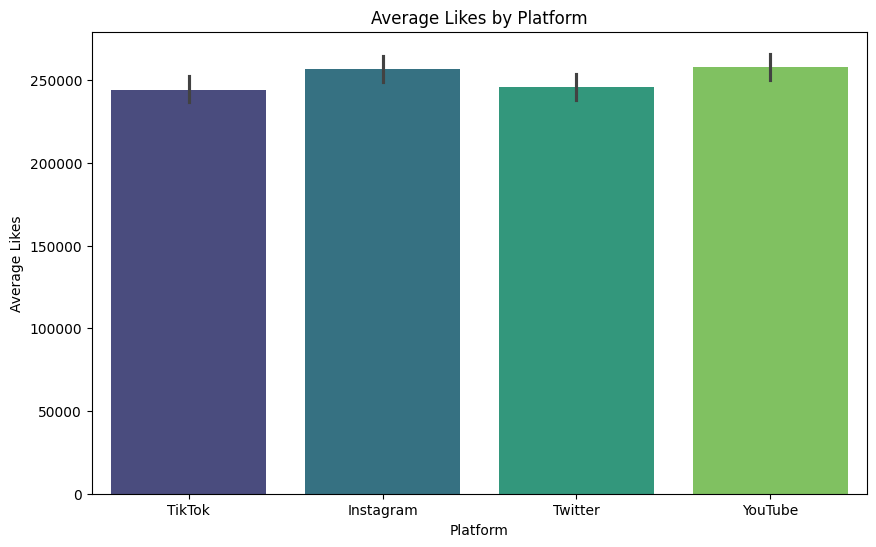 Average Likes by Platform
Average Likes
250000
200000
150000
100000
50000
0
TikTok Instagram Twitter YouTube
Platform